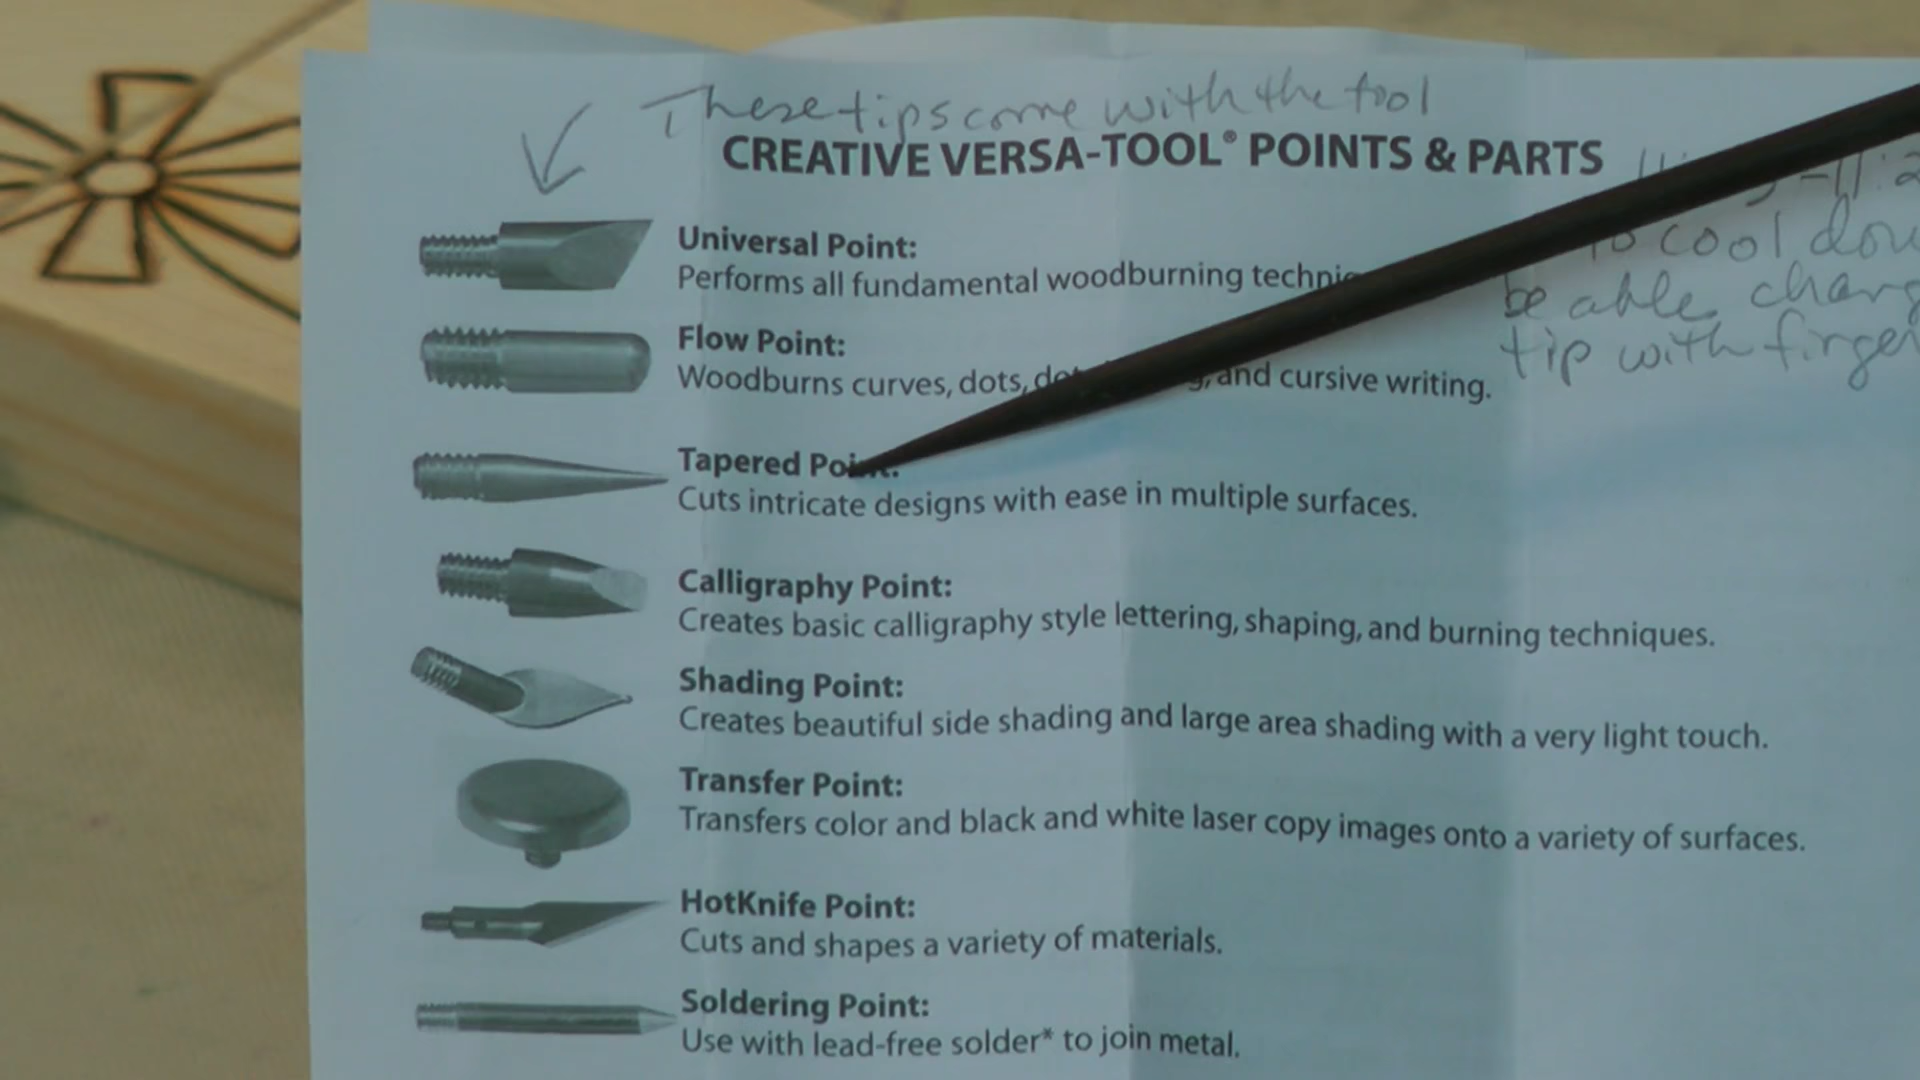 These tips come with the tool
CREATIVE VERSA-TOOL® POINTS & PARTS
Universal Point:
Performs all fundamental woodburning
to cool
be able
tip with
Flow Point:
Woodburns curves, dots, and cursive writing.
Tapered
Cuts intricate designs with ease in multiple surfaces.
Calligraphy Point:
Creates basic calligraphy style lettering, shaping, and burning techniques.
Shading Point:
Creates beautiful side shading and large area shading with a very light touch.
Transfer Point:
Transfers color and black and white laser copy images onto a variety of surfaces.
HotKnife Point:
Cuts and shapes a variety of materials.
Soldering Point:
Use with lead-free solder* to join metal.